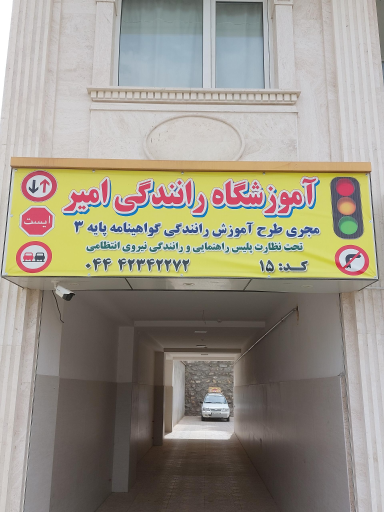 آموزشگاه رانندگی امیر
مجری طرح آموزش رانندگی گواهینامه پایه ۳
تحت نظارت پلیس راهنمایی و رانندگی نیروی انتظامی
کد: ۱۵ ۴۲۳۴۲۲۷۲ ۰۴۴
ایست